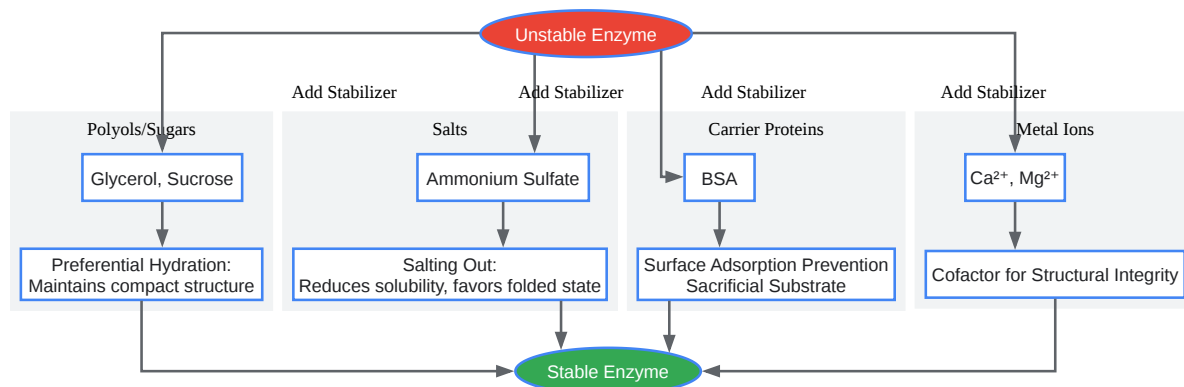 Unstable Enzyme
Add Stabilizer
Add Stabilizer
Add Stabilizer
Add Stabilizer
Polyols/Sugars
Salts
Carrier Proteins
Metal Ions
Glycerol, Sucrose
Ammonium Sulfate
BSA
Ca²⁺, Mg²⁺
Preferential Hydration:
Maintains compact structure
Salting Out:
Reduces solubility, favors folded state
Surface Adsorption Prevention
Sacrificial Substrate
Cofactor for Structural Integrity
Stable Enzyme